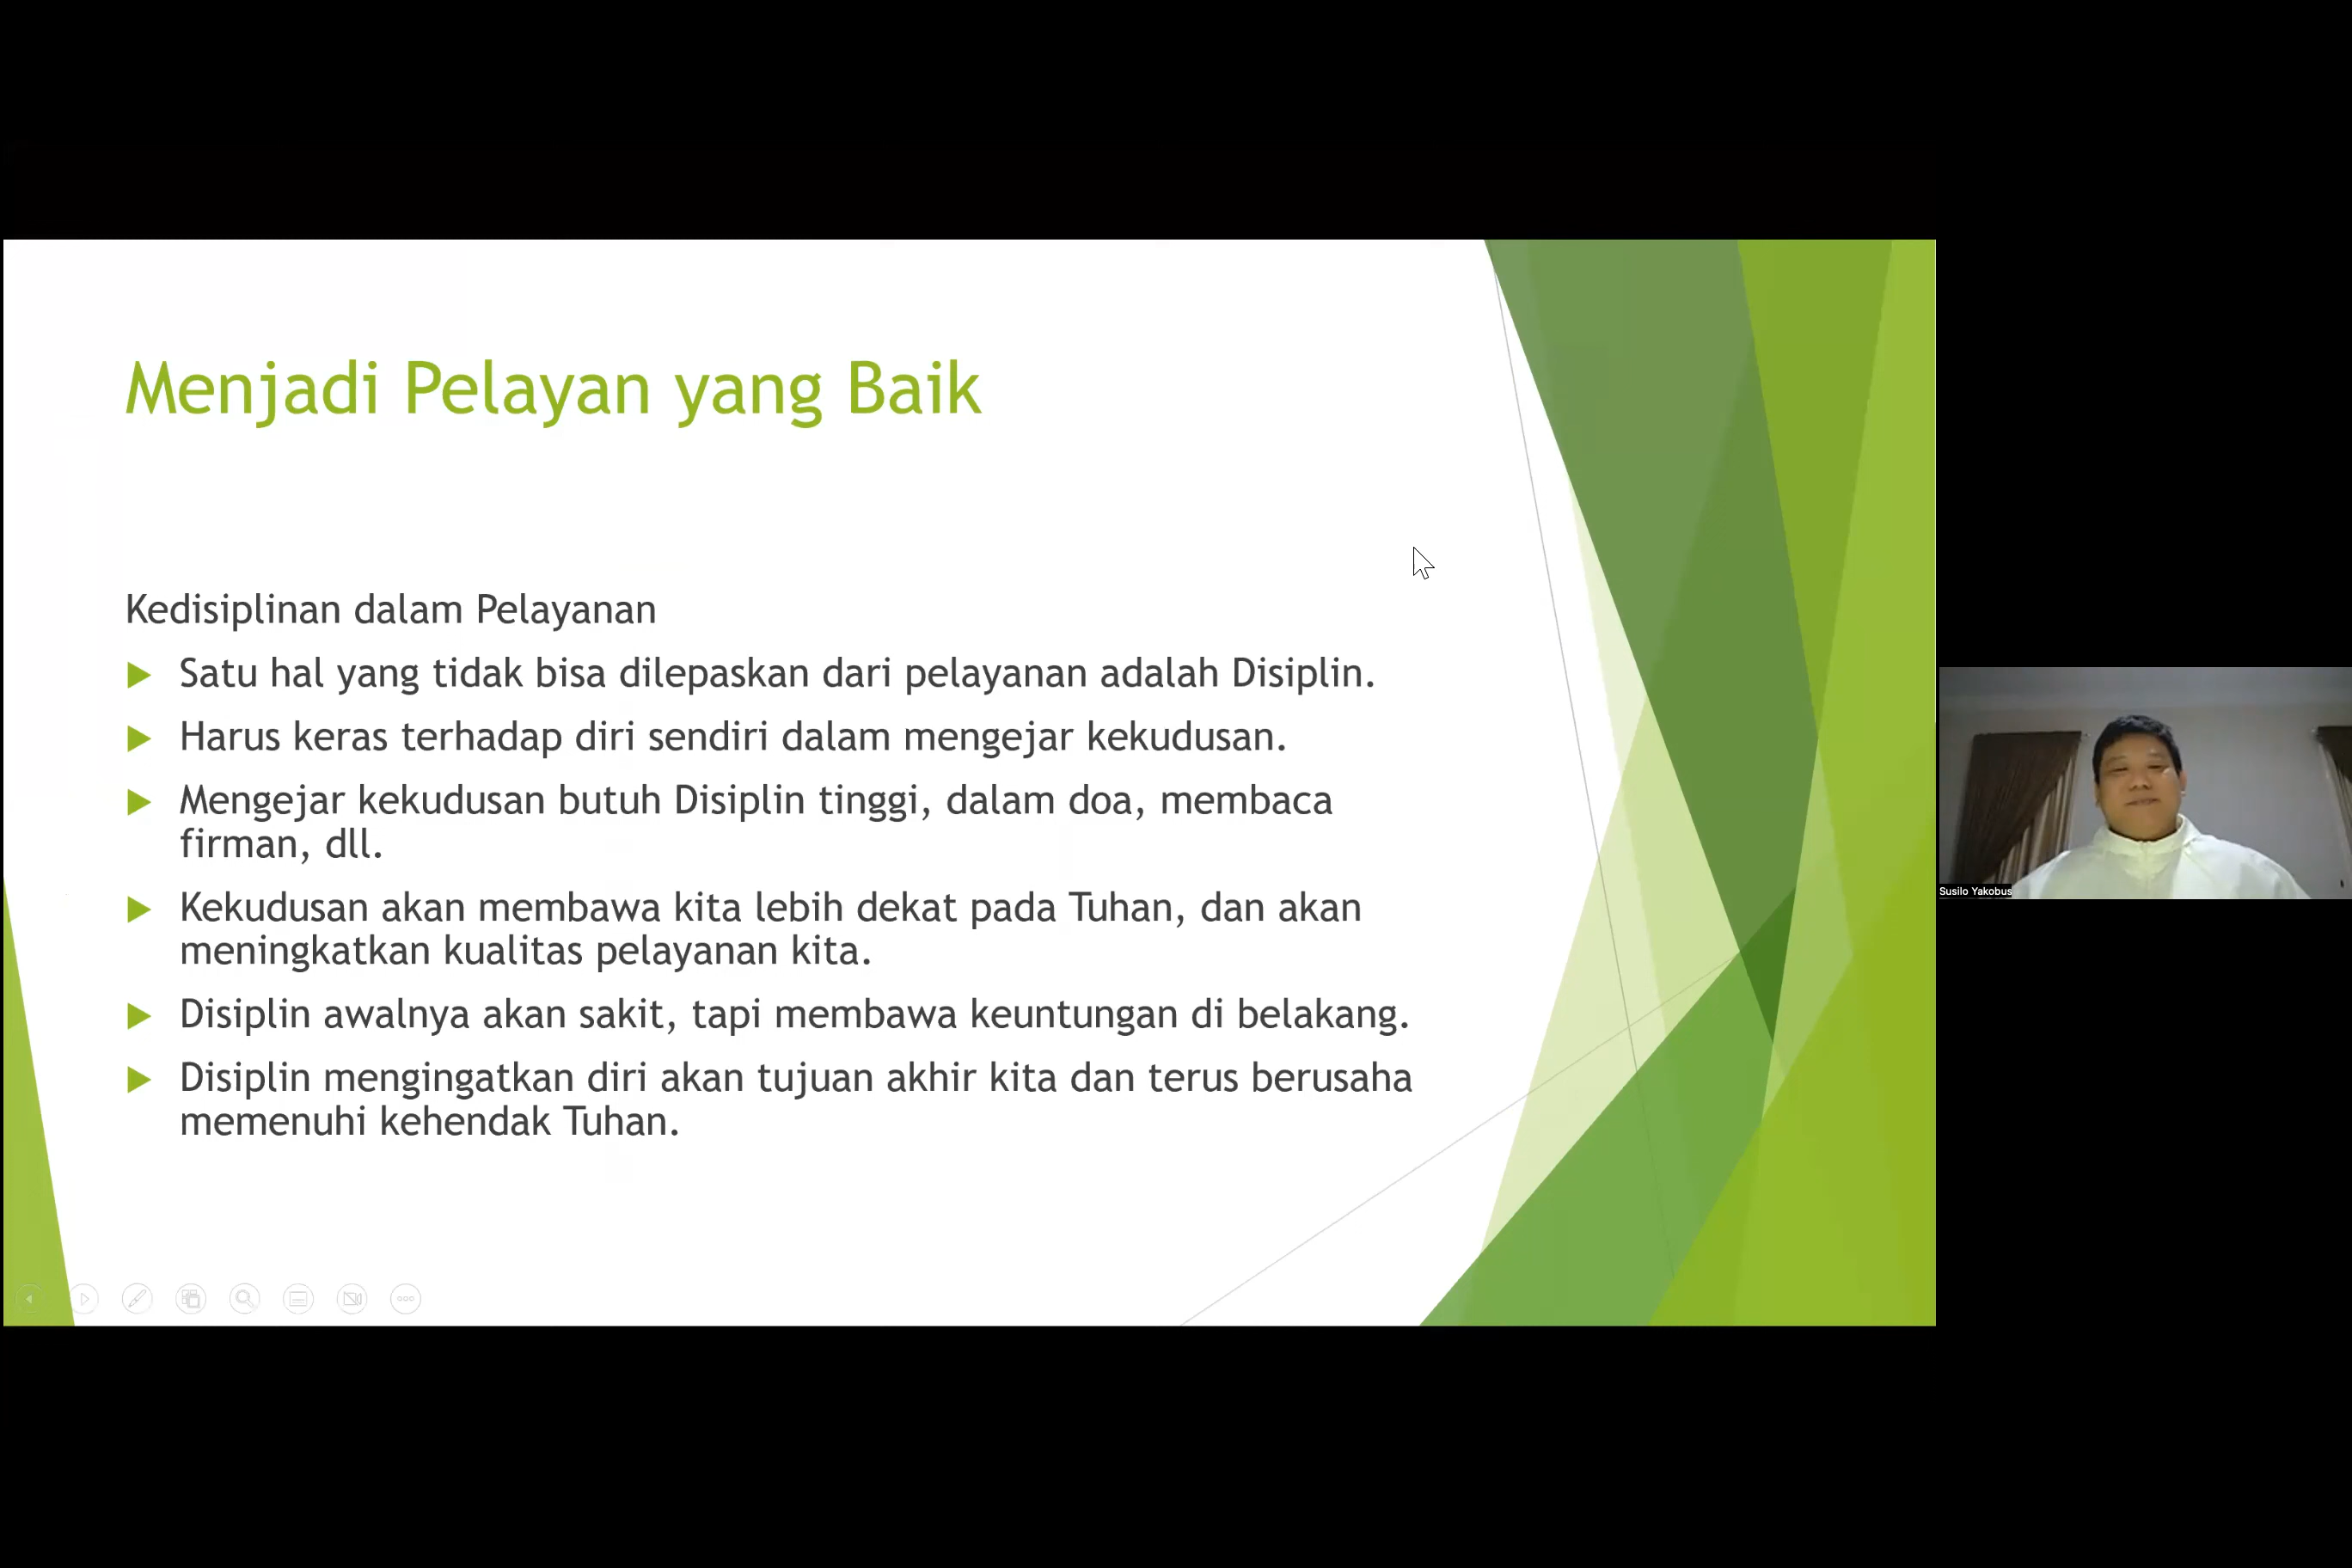 Menjadi Pelayan yang Baik
Kedisiplinan dalam Pelayanan
Satu hal yang tidak bisa dilepaskan dari pelayanan adalah Disiplin.
Harus keras terhadap diri sendiri dalam mengejar kekudusan.
Mengejar kekudusan butuh Disiplin tinggi, dalam doa, membaca
firman, dll.
Kekudusan akan membawa kita lebih dekat pada Tuhan, dan akan
meningkatkan kualitas pelayanan kita.
Disiplin awalnya akan sakit, tapi membawa keuntungan di belakang.
Disiplin mengingatkan diri akan tujuan akhir kita dan terus berusaha
memenuhi kehendak Tuhan.
Susilo Yakobus